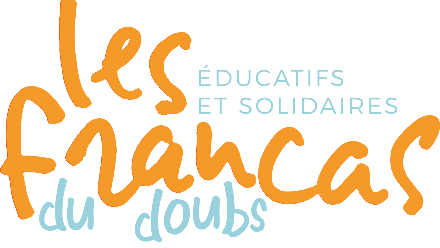 les
ÉDUCATIFS
ET SOLIDAIRES
francas
du doubs